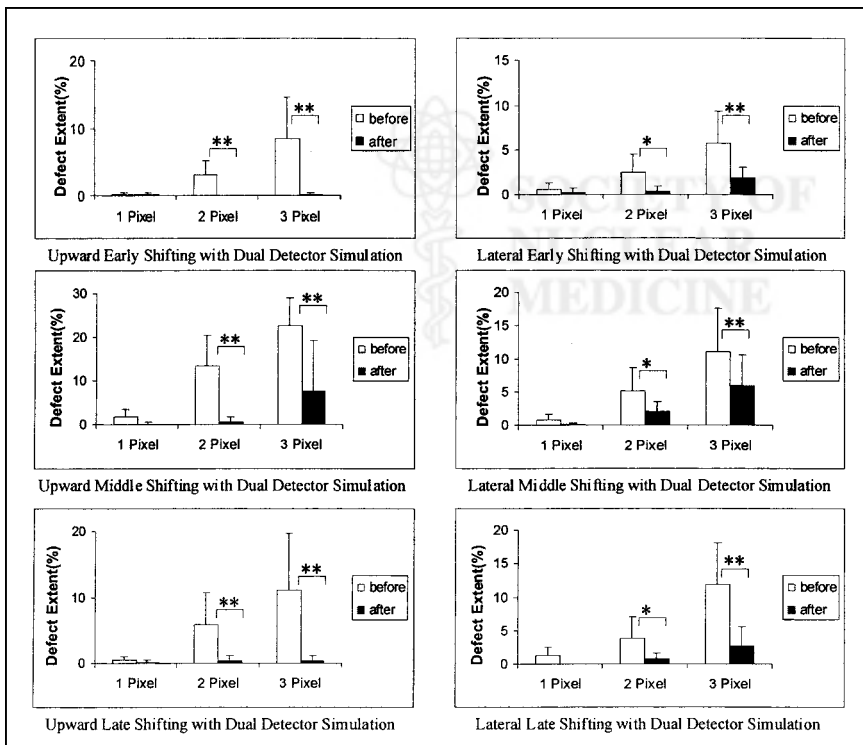 20
10
0
Defect Extent(%)
**
**
before
after
1 Pixel 2 Pixel 3 Pixel
Upward Early Shifting with Dual Detector Simulation
15
10
5
0
Defect Extent(%)
*
**
before
after
1 Pixel 2 Pixel 3 Pixel
Lateral Early Shifting with Dual Detector Simulation
30
20
10
0
Defect Extent(%)
**
**
before
after
1 Pixel 2 Pixel 3 Pixel
Upward Middle Shifting with Dual Detector Simulation
20
15
10
5
0
Defect Extent(%)
*
**
before
after
1 Pixel 2 Pixel 3 Pixel
Lateral Middle Shifting with Dual Detector Simulation
20
10
0
Defect Extent(%)
**
**
before
after
1 Pixel 2 Pixel 3 Pixel
Upward Late Shifting with Dual Detector Simulation
20
15
10
5
0
Defect Extent(%)
*
**
before
after
1 Pixel 2 Pixel 3 Pixel
Lateral Late Shifting with Dual Detector Simulation
SOCIETY OF
NUCLEAR
MEDICINE